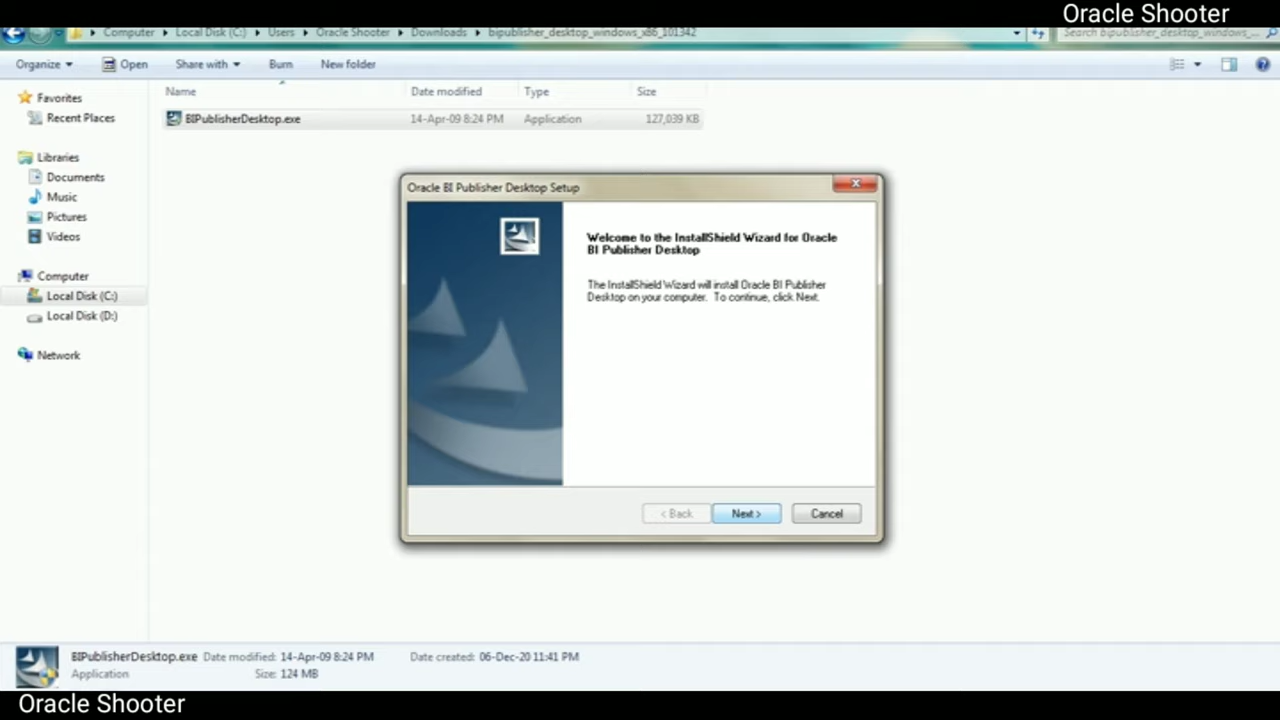 Oracle Shooter
Computer Local Disk (C:) Users Oracle Shooter Downloads bipublisher_desktop_windows_x86_101342
Search bipublisher_desktop_windows_...
Organize Open Share with Burn New folder
Name Date modified Type Size
BIPublisherDesktop.exe 14-Apr-09 8:24 PM Application 127,039 KB
Favorites
Recent Places
Libraries
Documents
Music
Pictures
Videos
Computer
Local Disk (C:)
Local Disk (D:)
Network
Oracle BI Publisher Desktop Setup
Welcome to the InstallShield Wizard for Oracle
BI Publisher Desktop
The InstallShield Wizard will install Oracle BI Publisher
Desktop on your computer. To continue, click Next.
< Back Next > Cancel
BIPublisherDesktop.exe Date modified: 14-Apr-09 8:24 PM Date created: 06-Dec-20 11:41 PM
Application Size: 124 MB
Oracle Shooter